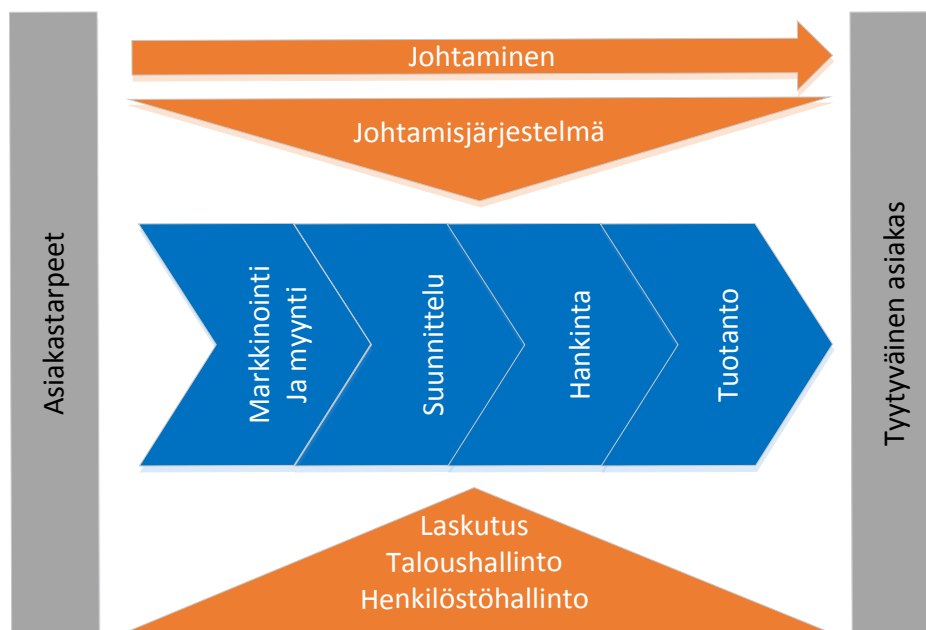 Johtaminen
Johtamisjärjestelmä
Asiakastarpeet
Markkinointi
Ja myynti
Suunnittelu
Hankinta
Tuotanto
Tyytyväinen asiakas
Laskutus
Taloushallinto
Henkilöstöhallinto